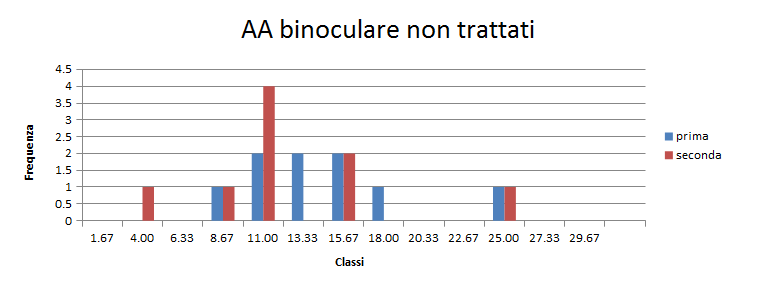 AA binoculare non trattati
4.5
4
3.5
3
2.5
2
1.5
1
0.5
0
Frequenza
1.67 4.00 6.33 8.67 11.00 13.33 15.67 18.00 20.33 22.67 25.00 27.33 29.67
Classi
prima
seconda